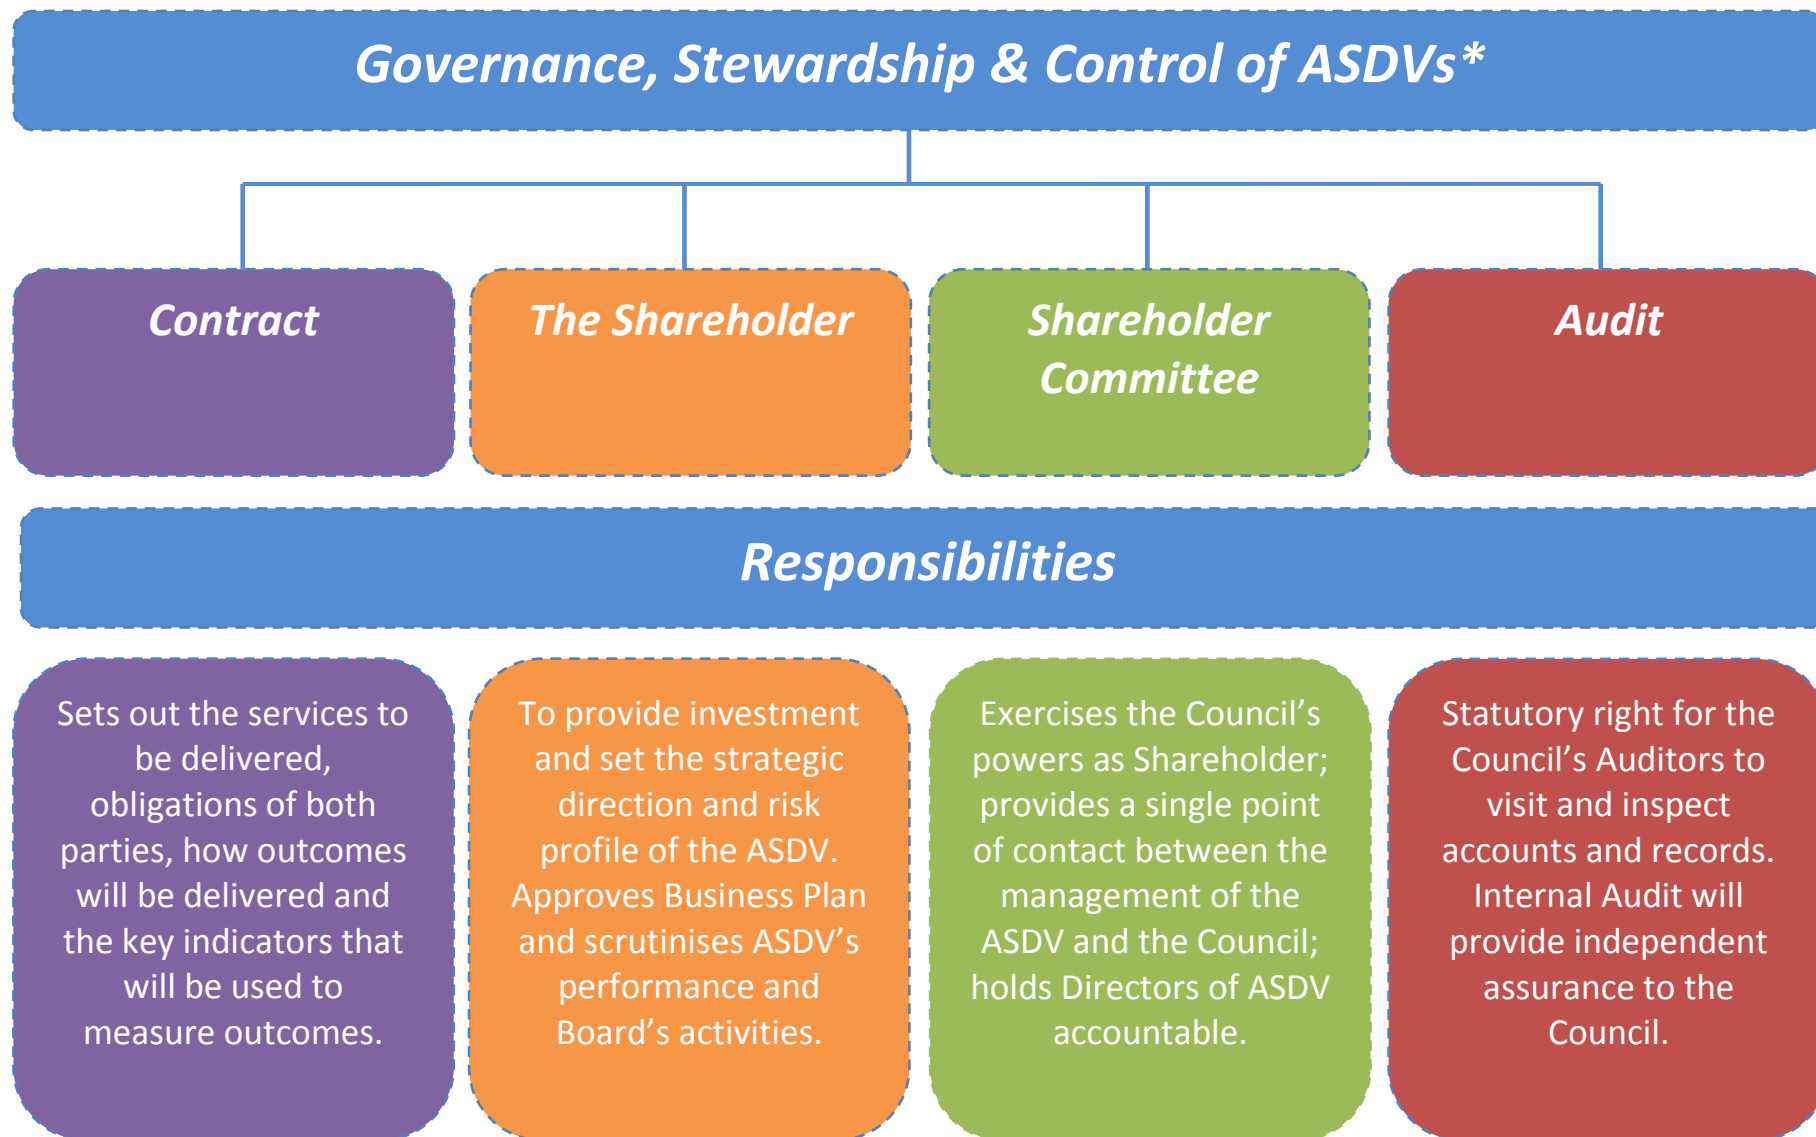 Governance, Stewardship & Control of ASDVs*
Contract
The Shareholder
Shareholder
Committee
Audit
Responsibilities
Sets out the services to
be delivered,
obligations of both
parties, how outcomes
will be delivered and
the key indicators that
will be used to
measure outcomes.
To provide investment
and set the strategic
direction and risk
profile of the ASDV.
Approves Business Plan
and scrutinises ASDV’s
performance and
Board’s activities.
Exercises the Council’s
powers as Shareholder;
provides a single point
of contact between the
management of the
ASDV and the Council;
holds Directors of ASDV
accountable.
Statutory right for the
Council’s Auditors to
visit and inspect
accounts and records.
Internal Audit will
provide independent
assurance to the
Council.